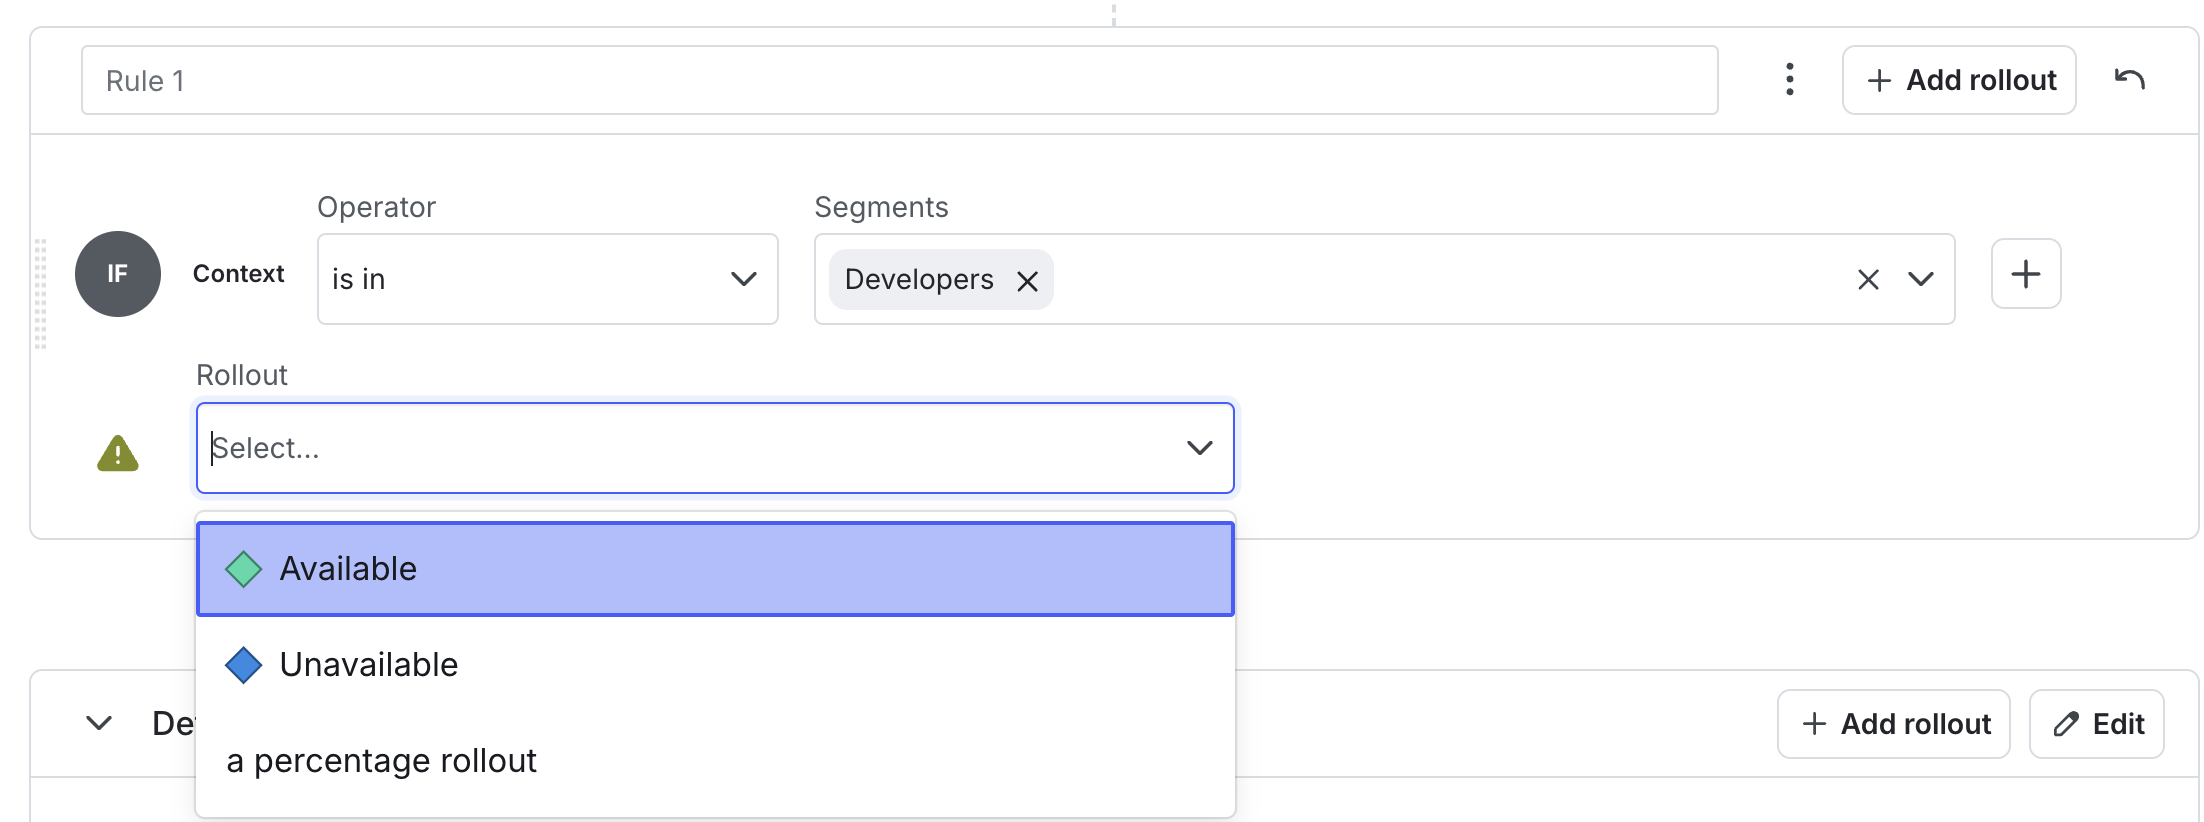 Rule 1
Add rollout
Operator
Segments
IF
Context
is in
Developers
Rollout
Select...
Available
Unavailable
a percentage rollout
Add rollout
Edit